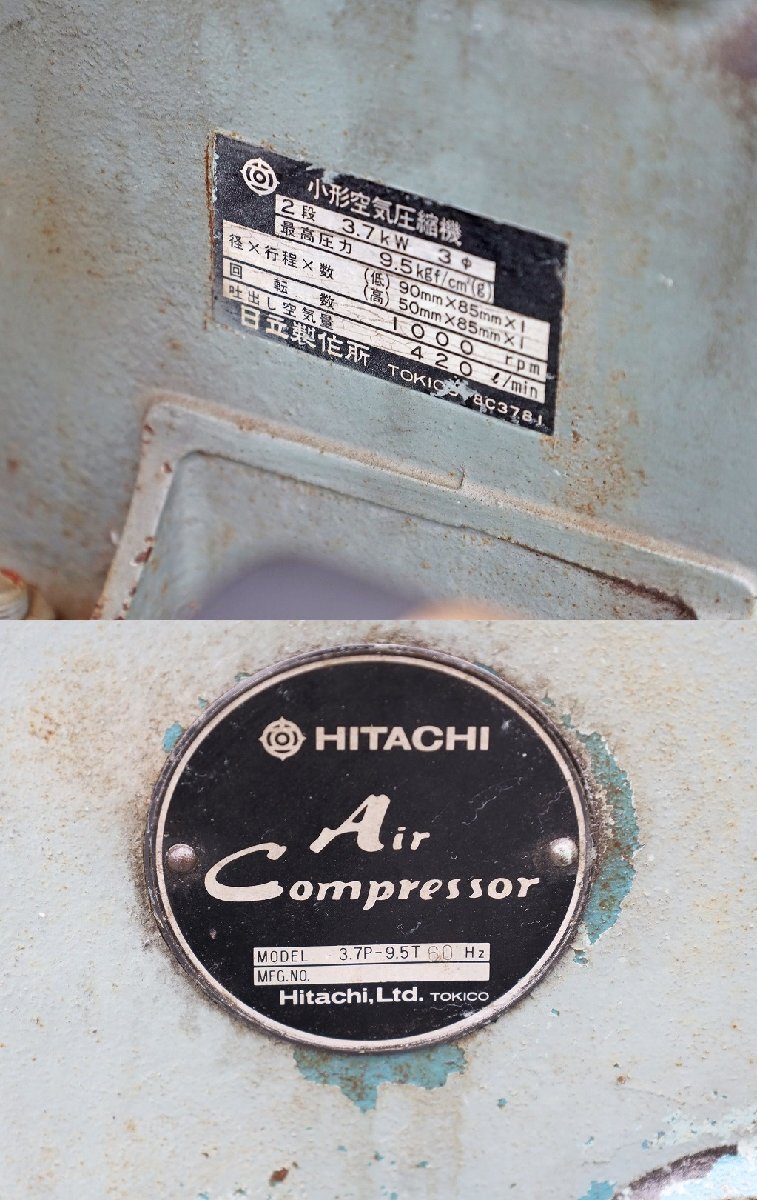 小形空気圧縮機
2段 3.7kW 3φ
最高圧力 9.5kgf/cm²(g)
径×行程×数 (低) 90mm×85mm×1
(高) 50mm×85mm×1
回転数 1000 rpm
吐出し空気量 420 ℓ/min
日立製作所 TOKICO 8C3781
HITACHI
Air
Compressor
MODEL 3.7P-9.5T 60 Hz
MFG.NO.
Hitachi,Ltd. TOKICO